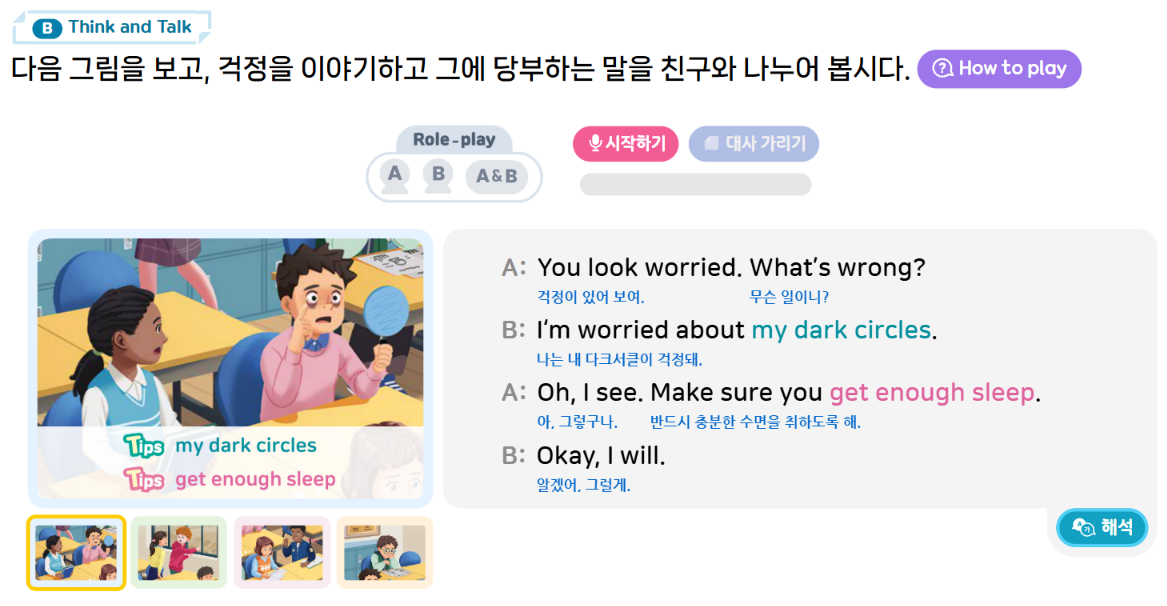 B Think and Talk
다음 그림을 보고, 걱정을 이야기하고 그에 당부하는 말을 친구와 나누어 봅시다. How to play
Role-play
시작하기
대사 가리기
A B A&B
A: You look worried. What's wrong?
걱정이 있어 보여. 무슨 일이니?
B: I'm worried about my dark circles.
나는 내 다크서클이 걱정돼.
A: Oh, I see. Make sure you get enough sleep.
아, 그렇구나. 반드시 충분한 수면을 취하도록 해.
B: Okay, I will.
알겠어, 그럴게.
Tips my dark circles
Tips get enough sleep
해석